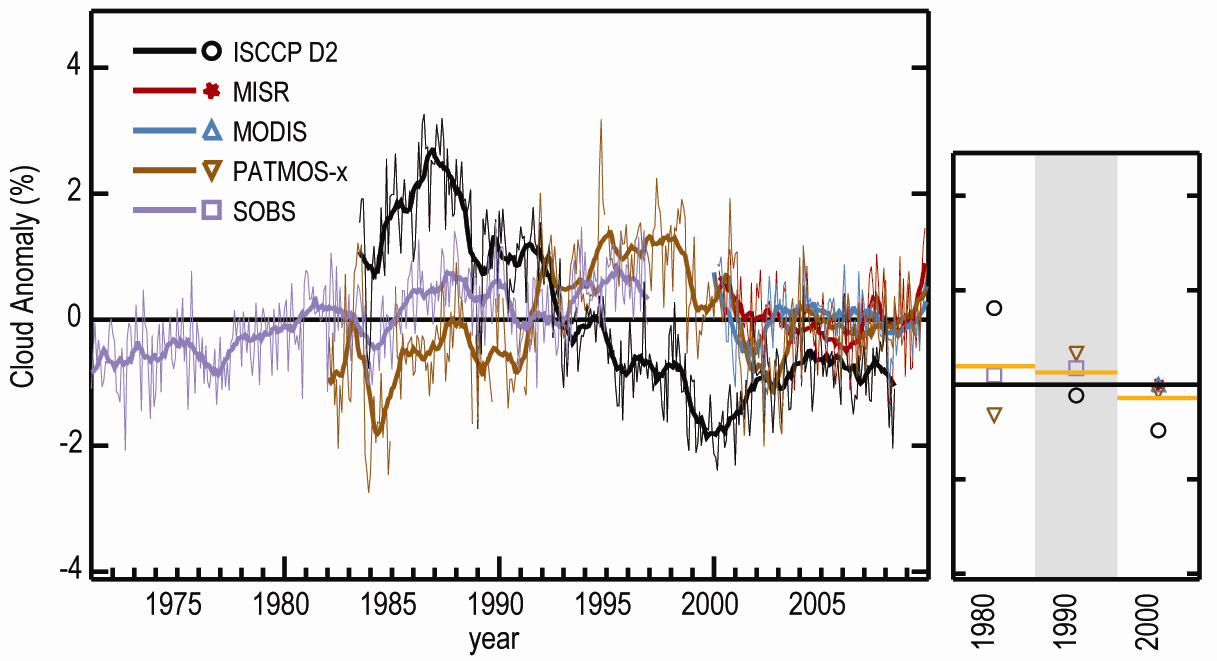 Cloud Anomaly (%)
4
2
0
-2
-4
ISCCP D2
MISR
MODIS
PATMOS-x
SOBS
1975 1980 1985 1990 1995 2000 2005
year
1980 1990 2000